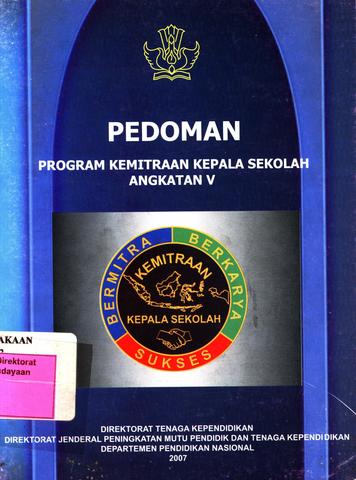 PEDOMAN
PROGRAM KEMITRAAN KEPALA SEKOLAH
ANGKATAN V
BERMITRA BERKARYA
SUKSES
KEMITRAAN
KEPALA SEKOLAH
AKAAN
Direktorat
dayaan
DIREKTORAT TENAGA KEPENDIDIKAN
DIREKTORAT JENDERAL PENINGKATAN MUTU PENDIDIK DAN TENAGA KEPENDIDIKAN
DEPARTEMEN PENDIDIKAN NASIONAL
2007